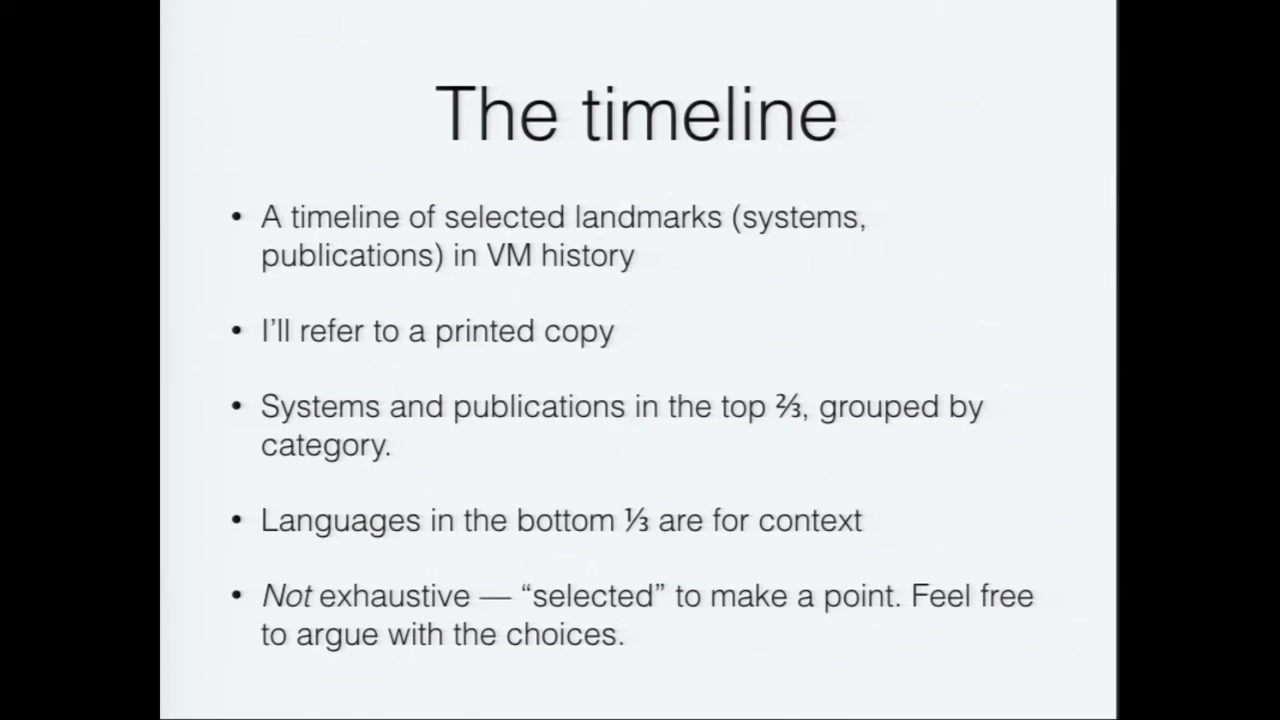 The timeline
• A timeline of selected landmarks (systems,
publications) in VM history
• I’ll refer to a printed copy
• Systems and publications in the top ⅔, grouped by
category.
• Languages in the bottom ⅓ are for context
• Not exhaustive — “selected” to make a point. Feel free
to argue with the choices.